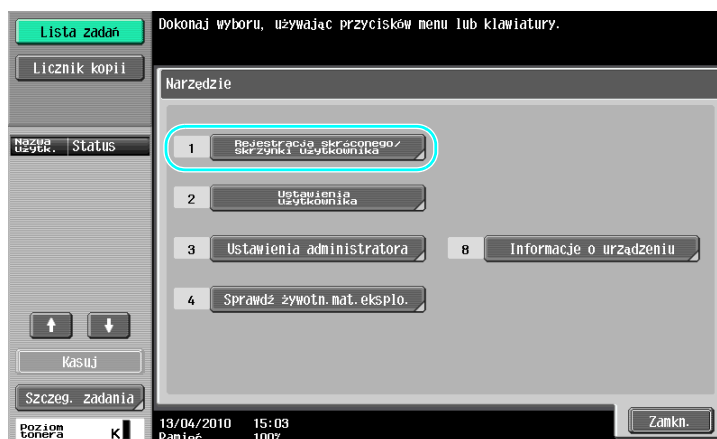 Lista zadań
Licznik kopii
Nazwa użytk.
Status
Kasuj
Szczeg. zadania
Poziom tonera
K
Dokonaj wyboru, używając przycisków menu lub klawiatury.
Narzędzie
1 Rejestracja skróconego/
skrzynki użytkownika
2 Ustawienia
użytkownika
3 Ustawienia administratora
8 Informacje o urządzeniu
4 Sprawdź żywotn.mat.eksplo.
13/04/2010 15:03
Pamięć 100%
Zamkn.